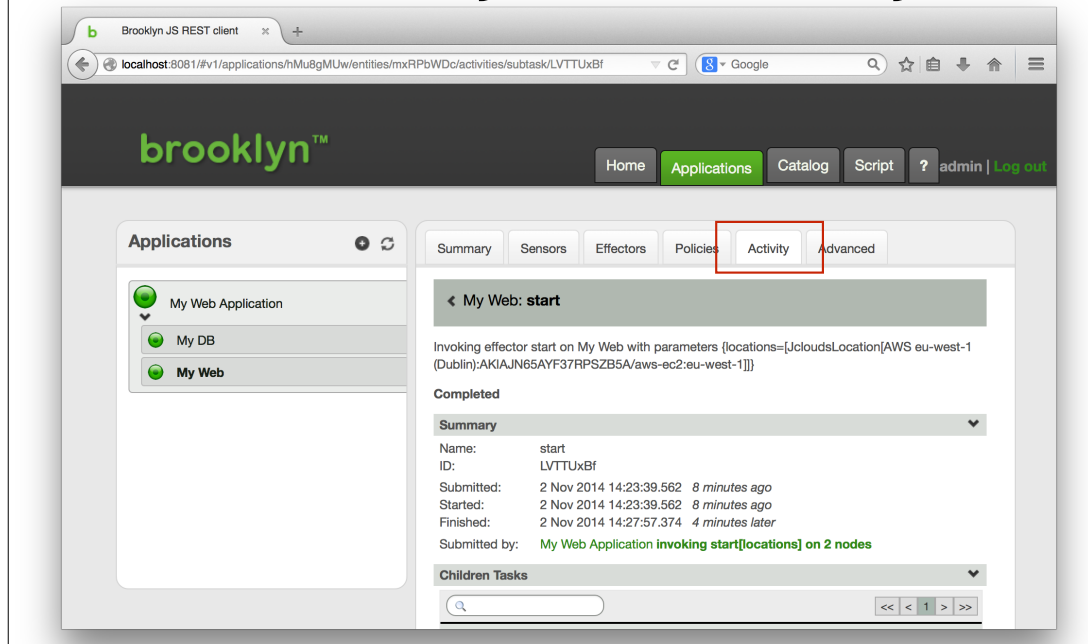 Brooklyn JS REST client
localhost:8081/#v1/applications/hMu8gMUw/entities/mxRPbWDc/activities/subtask/LVTTUxBf
Google
brooklyn™
Home
Applications
Catalog
Script
?
admin | Log out
Applications
My Web Application
My DB
My Web
Summary
Sensors
Effectors
Policies
Activity
Advanced
My Web: start
Invoking effector start on My Web with parameters {locations=[JcloudsLocation[AWS eu-west-1
(Dublin):AKIAJN65AYF37RPSZB5A/aws-ec2:eu-west-1]]}
Completed
Summary
Name: start
ID: LVTTUxBf
Submitted: 2 Nov 2014 14:23:39.562 8 minutes ago
Started: 2 Nov 2014 14:23:39.562 8 minutes ago
Finished: 2 Nov 2014 14:27:57.374 4 minutes later
Submitted by: My Web Application invoking start[locations] on 2 nodes
Children Tasks
<< < 1 > >>